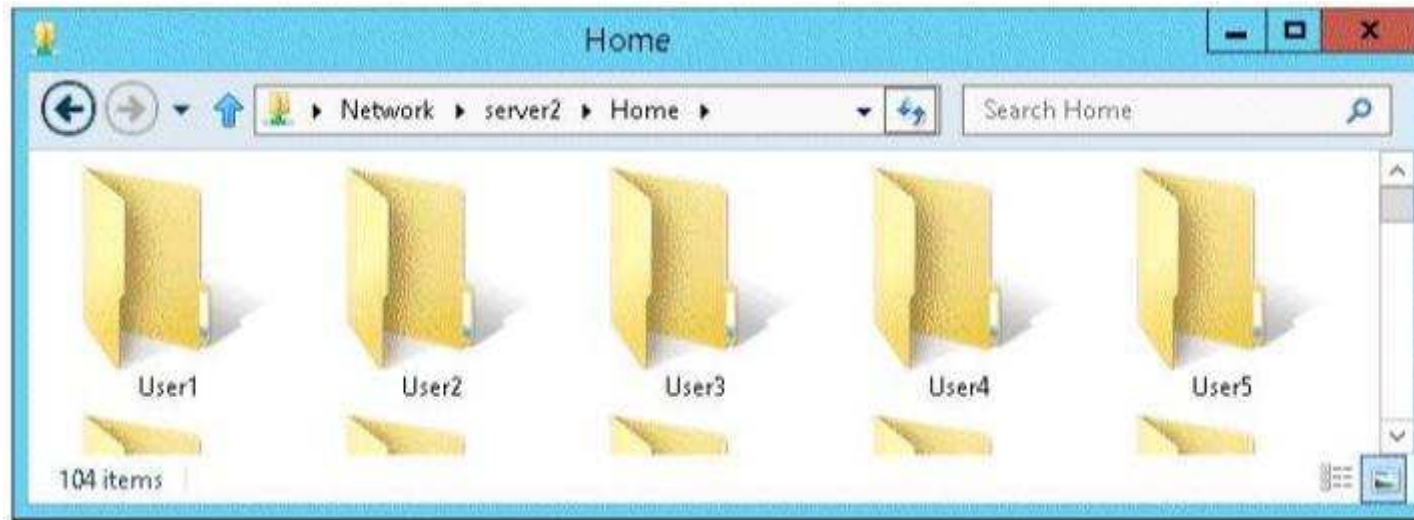 Home
Network server2 Home
Search Home
User1 User2 User3 User4 User5
104 items